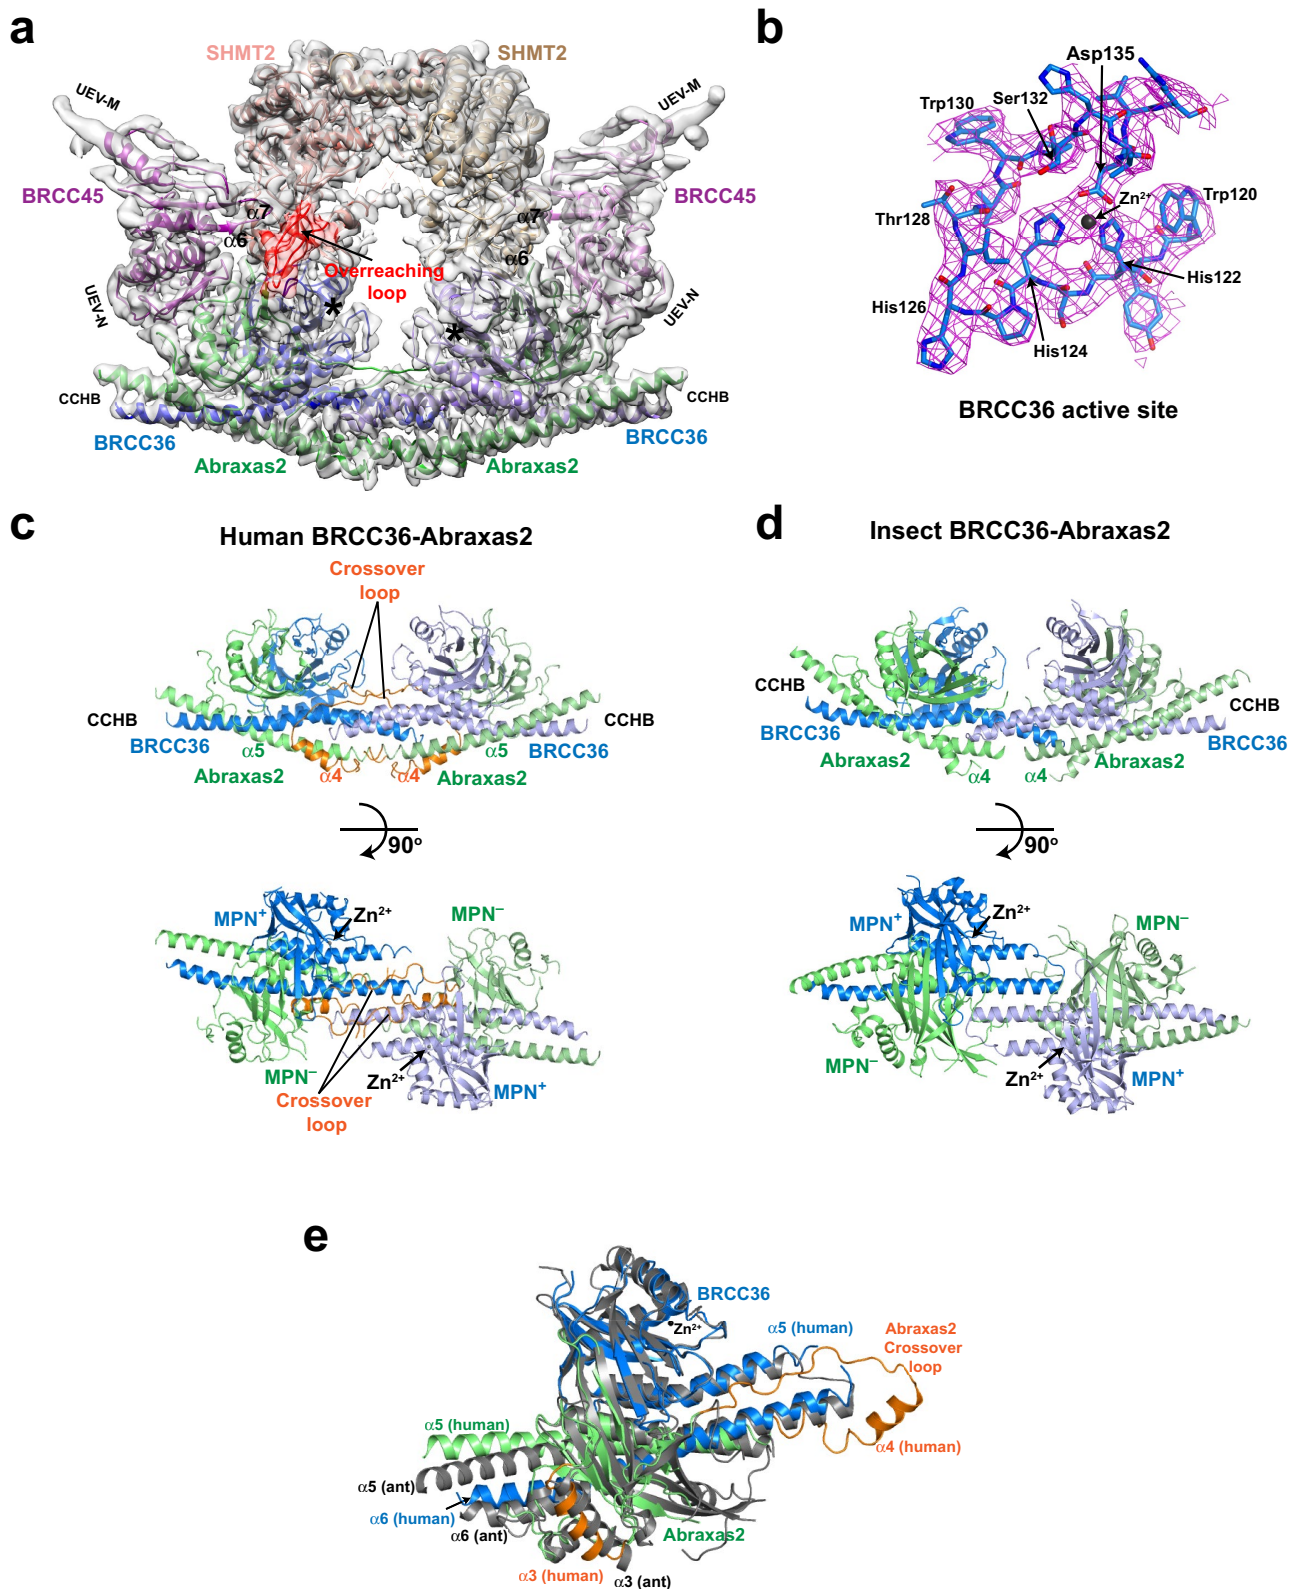 a
SHMT2
SHMT2
UEV-M
UEV-M
BRCC45
BRCC45
α7
α6
α7
α6
Overreaching
loop
*
*
UEV-N
UEV-N
CCHB
CCHB
BRCC36
BRCC36
Abraxas2
Abraxas2
b
Asp135
Ser132
Trp130
Zn²⁺
Trp120
Thr128
His122
His126
His124
BRCC36 active site
c
Human BRCC36-Abraxas2
Crossover
loop
CCHB
CCHB
BRCC36
α5
α5
BRCC36
Abraxas2
α4
α4
Abraxas2
90°
MPN⁺
Zn²⁺
MPN⁻
MPN⁻
Zn²⁺
MPN⁺
Crossover
loop
d
Insect BRCC36-Abraxas2
CCHB
CCHB
BRCC36
BRCC36
Abraxas2
α4
α4
Abraxas2
90°
MPN⁺
Zn²⁺
MPN⁻
MPN⁻
Zn²⁺
MPN⁺
e
BRCC36
Zn²⁺
α5 (human)
Abraxas2
Crossover
loop
α5 (human)
α4 (human)
α5 (ant)
α6 (human)
α6 (ant)
Abraxas2
α3 (human)
α3 (ant)